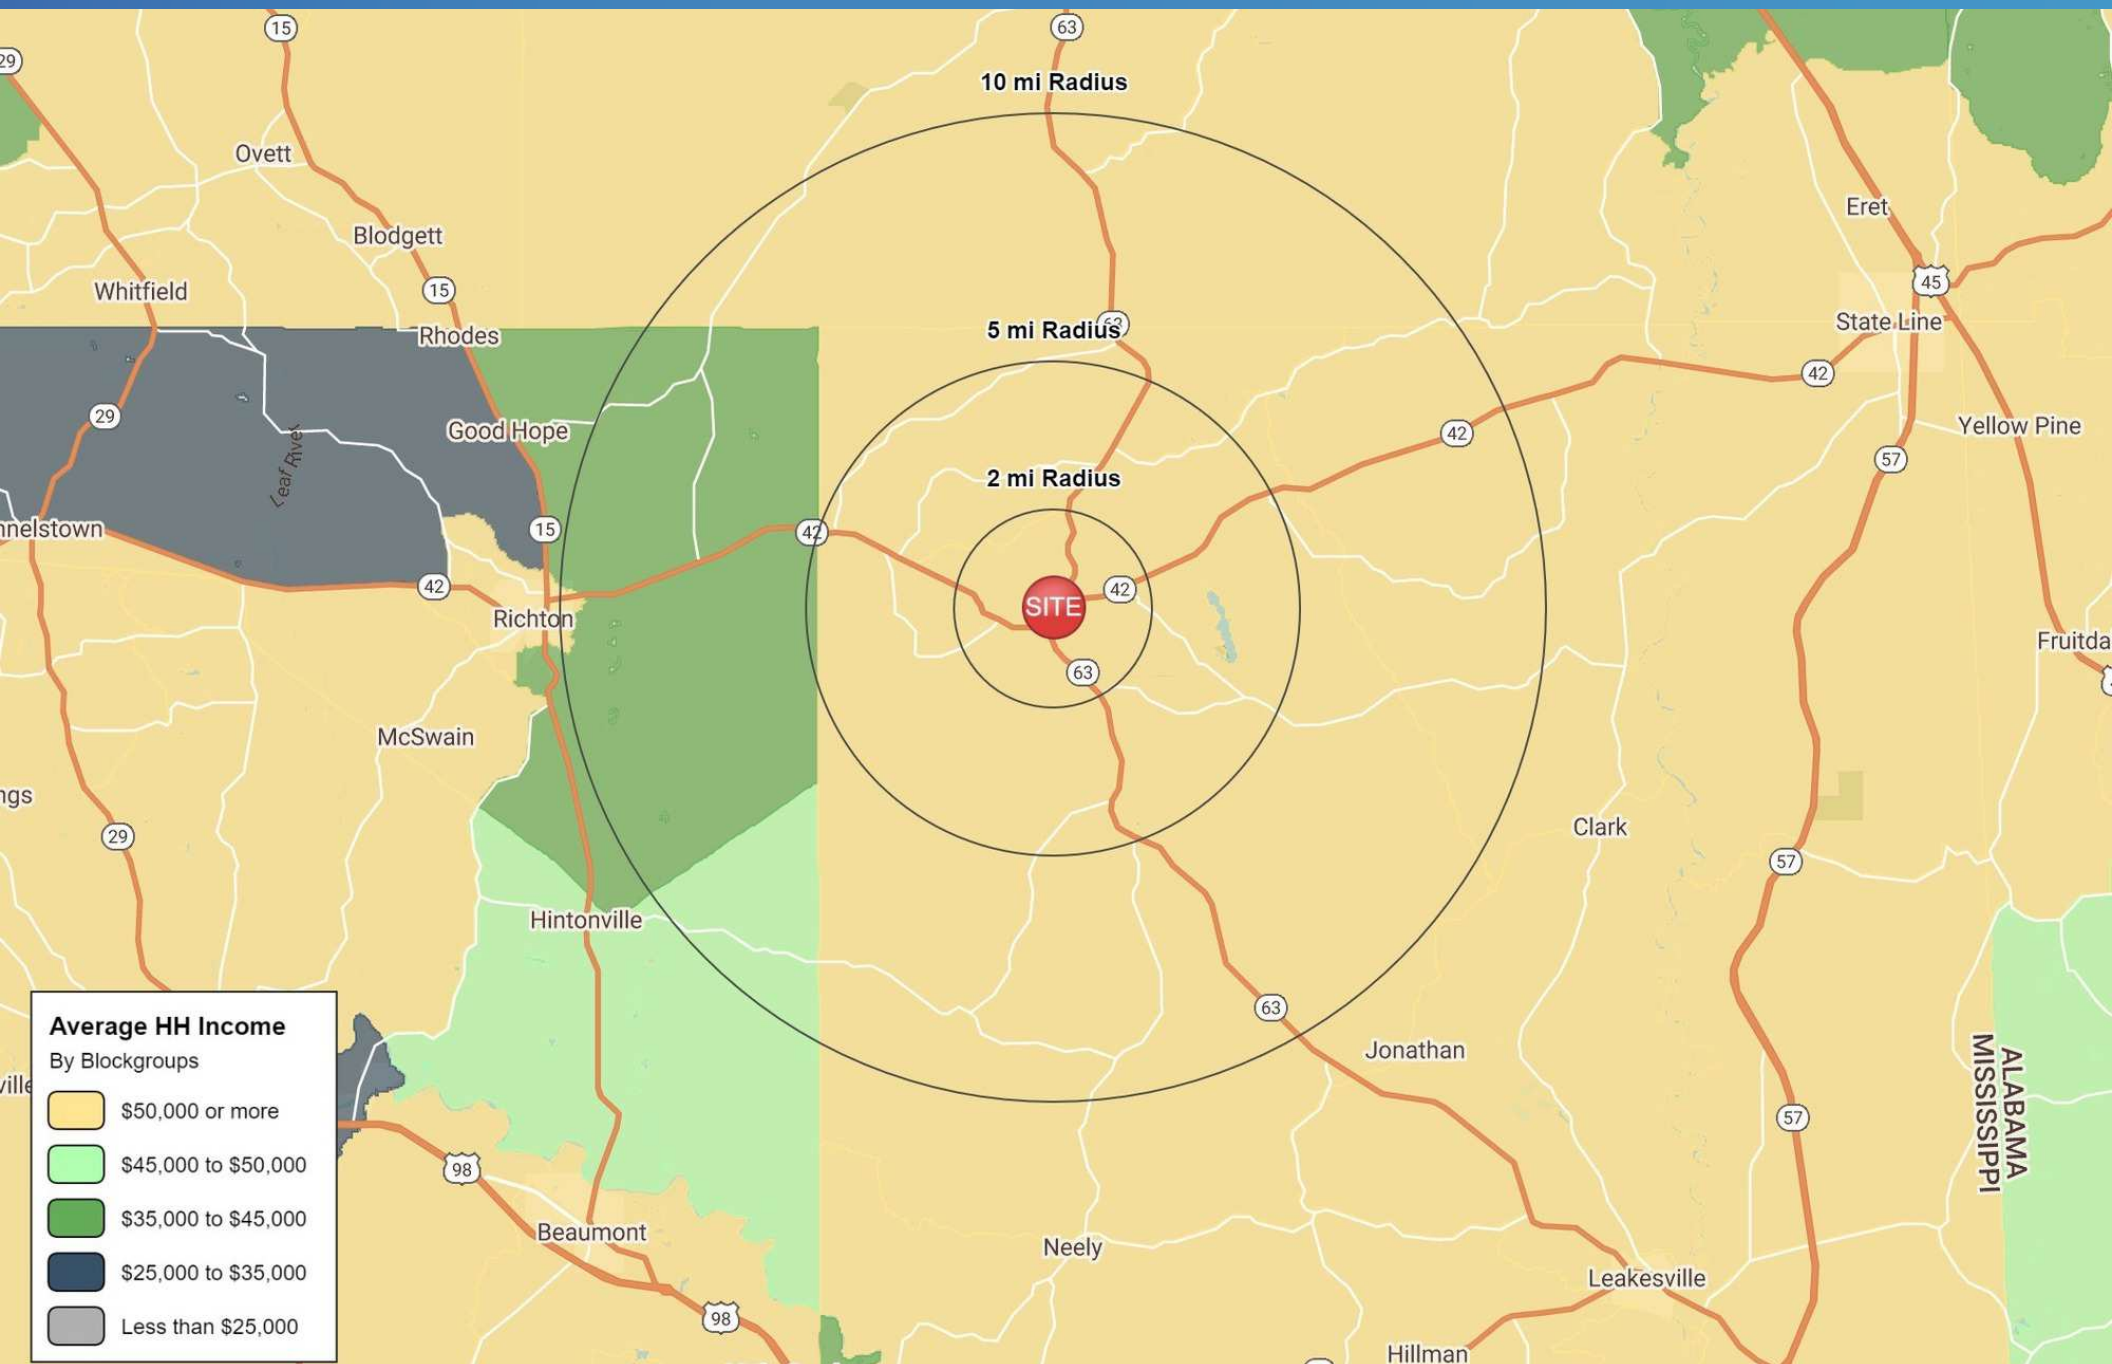 15
63
29
10 mi Radius
Ovett
Eret
Blodgett
45
Whitfield
15
State Line
63
5 mi Radius
Rhodes
42
29
Good Hope
42
Yellow Pine
57
Leaf River
2 mi Radius
nnelstown
15
42
42
42
SITE
Richton
Fruitda
63
McSwain
ngs
29
Clark
57
Hintonville
63
Average HH Income
By Blockgroups
$50,000 or more
$45,000 to $50,000
$35,000 to $45,000
$25,000 to $35,000
Less than $25,000
Jonathan
ville
ALABAMA
MISSISSIPPI
57
98
Beaumont
Neely
Leakesville
98
Hillman